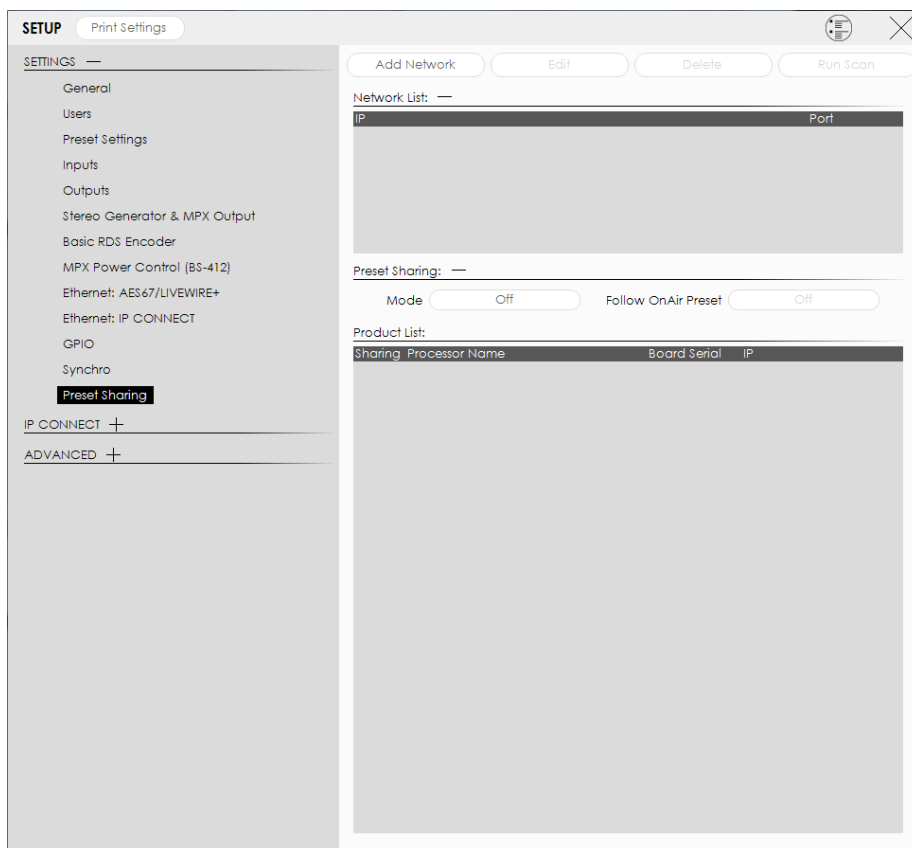 SETUP Print Settings
SETTINGS
General
Users
Preset Settings
Inputs
Outputs
Stereo Generator & MPX Output
Basic RDS Encoder
MPX Power Control (BS-412)
Ethernet: AES67/LIVEWIRE+
Ethernet: IP CONNECT
GPIO
Synchro
Preset Sharing
IP CONNECT
ADVANCED
Add Network Edit Delete Run Scan
Network List:
IP Port
Preset Sharing:
Mode Off Follow OnAir Preset Off
Product List:
Sharing Processor Name Board Serial IP